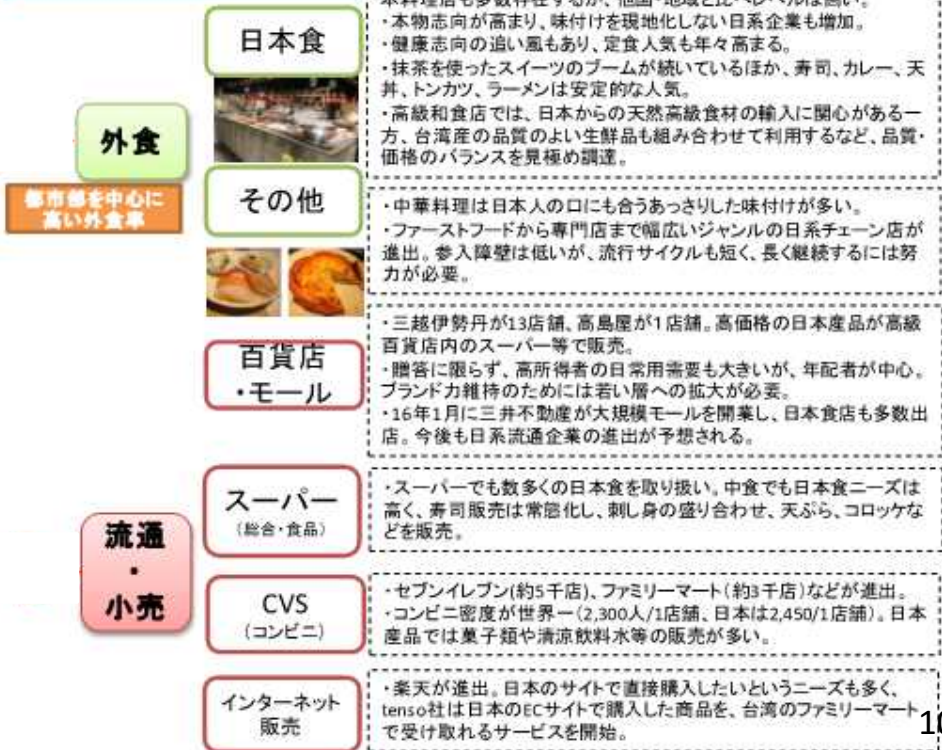 外食
都市部を中心に
高い外食率
日本食
本料理店も多数存在するが、他国・地域と比べレベルは高い。
・本物志向が高まり、味付けを現地化しない日系企業も増加。
・健康志向の追い風もあり、定食人気も年々高まる。
・抹茶を使ったスイーツのブームが続いているほか、寿司、カレー、天
丼、トンカツ、ラーメンは安定的な人気。
・高級和食店では、日本からの天然高級食材の輸入に関心がある一
方、台湾産の品質のよい生鮮品も組み合わせて利用するなど、品質・
価格のバランスを見極め調達。
その他
・中華料理は日本人の口にも合うあっさりした味付けが多い。
・ファーストフードから専門店まで幅広いジャンルの日系チェーン店が
進出。参入障壁は低いが、流行サイクルも短く、長く継続するには努
力が必要。
流通
・
小売
百貨店
・モール
・三越伊勢丹が13店舗、高島屋が1店舗。高価格の日本産品が高級
百貨店内のスーパー等で販売。
・贈答に限らず、高所得者の日常用需要も大きいが、年配者が中心。
ブランド力維持のためには若い層への拡大が必要。
・16年1月に三井不動産が大規模モールを開業し、日本食店も多数出
店。今後も日系流通企業の進出が予想される。
スーパー
（総合・食品）
・スーパーでも数多くの日本食を取り扱い。中食でも日本食ニーズは
高く、寿司販売は常態化し、刺し身の盛り合わせ、天ぷら、コロッケな
どを販売。
CVS
（コンビニ）
・セブンイレブン(約5千店)、ファミリーマート（約3千店）などが進出。
・コンビニ密度が世界一（2,300人/1店舗、日本は2,450/1店舗）。日本
産品では菓子類や清涼飲料水等の販売が多い。
インターネット
販売
・楽天が進出。日本のサイトで直接購入したいというニーズも多く、
tenso社は日本のECサイトで購入した商品を、台湾のファミリーマート
で受け取れるサービスを開始。